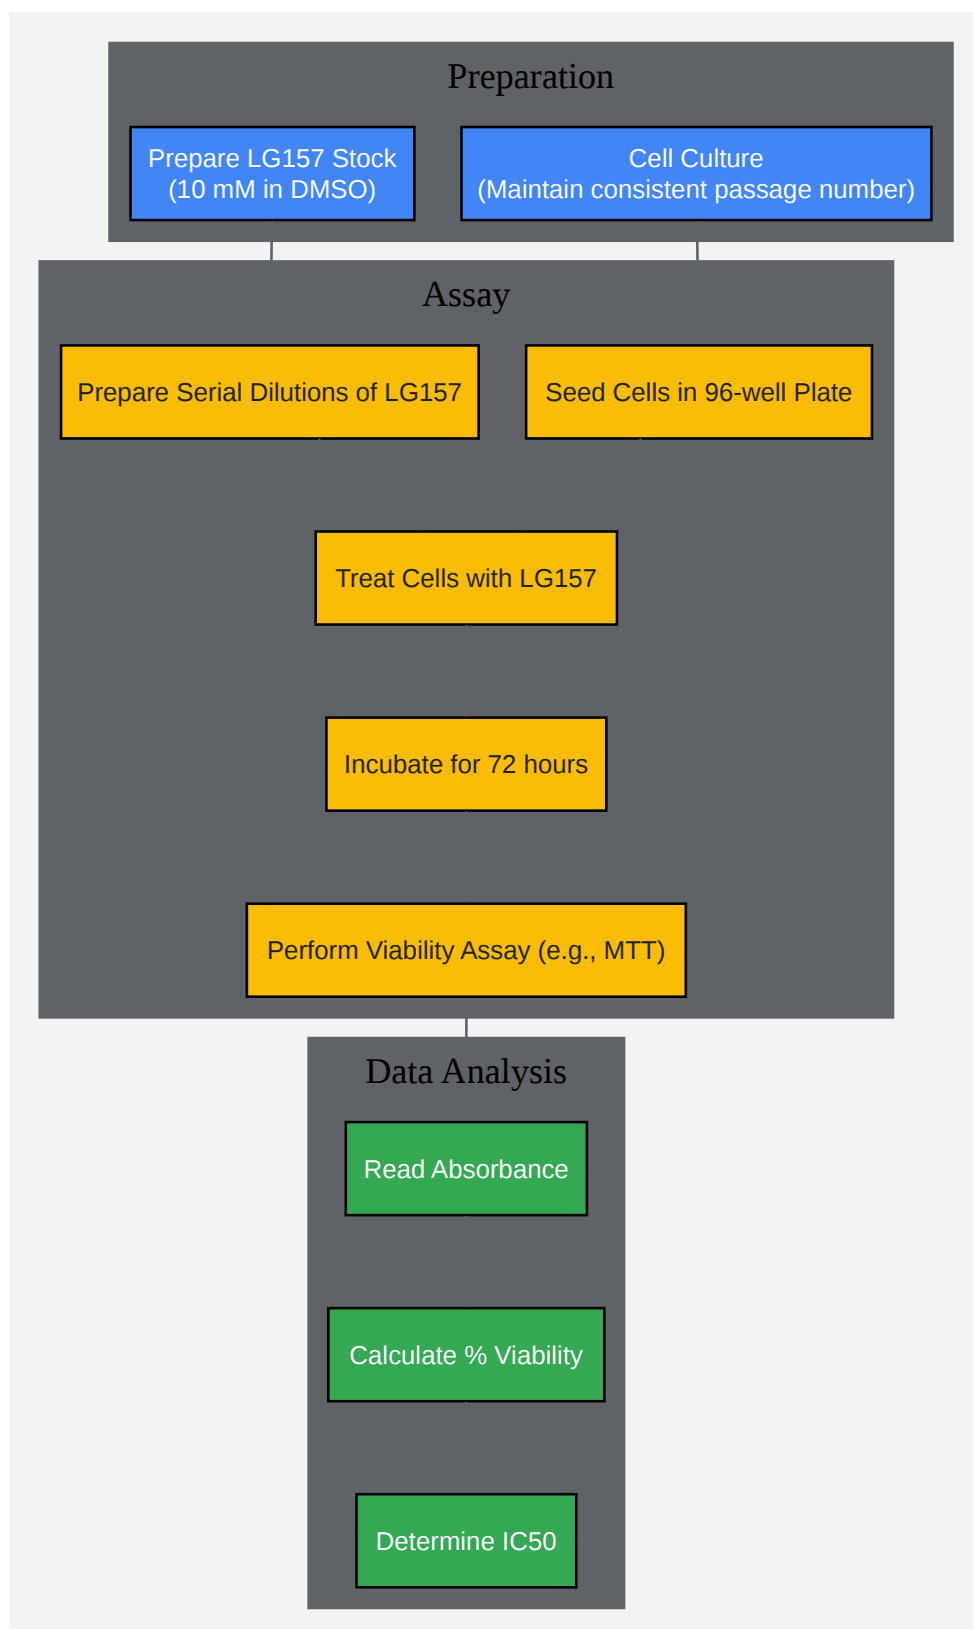 Preparation
Prepare LG157 Stock
(10 mM in DMSO)
Cell Culture
(Maintain consistent passage number)
Assay
Prepare Serial Dilutions of LG157
Seed Cells in 96-well Plate
Treat Cells with LG157
Incubate for 72 hours
Perform Viability Assay (e.g., MTT)
Data Analysis
Read Absorbance
Calculate % Viability
Determine IC50